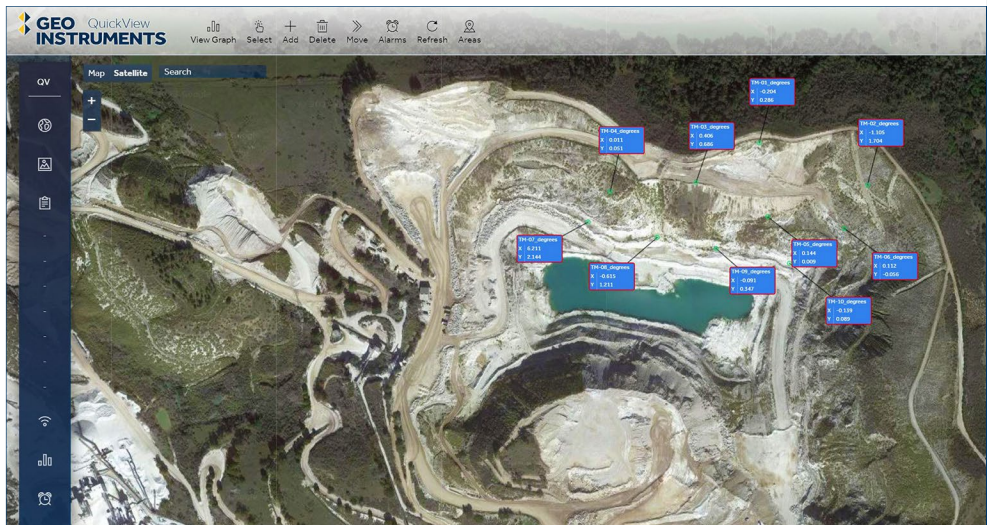 GEO QuickView
INSTRUMENTS
View Graph Select Add Delete Move Alarms Refresh Areas
QV
Map Satellite Search
+
−
TM-01_degrees
X -0.204
Y 0.286
TM-02_degrees
X -1.105
Y 1.704
TM-03_degrees
X 0.406
Y 0.686
TM-04_degrees
X 0.011
Y 0.051
TM-05_degrees
X 0.144
Y 0.009
TM-06_degrees
X 0.112
Y -0.056
TM-07_degrees
X 6.211
Y 2.144
TM-08_degrees
X -0.615
Y 1.211
TM-09_degrees
X -0.091
Y 0.347
TM-10_degrees
X -0.139
Y 0.089